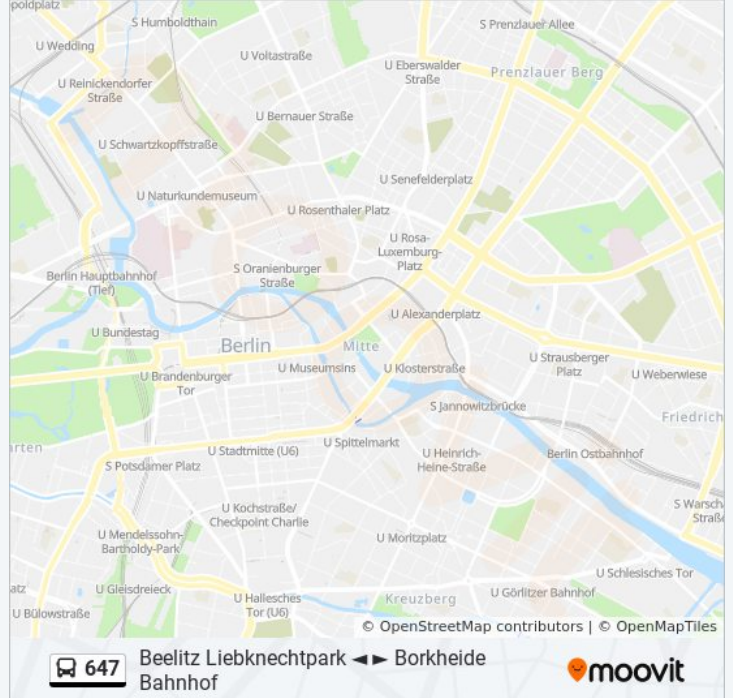 poldplatz
S Humboldthain
S Prenzlauer Allee
U Wedding
U Voltastraße
U Eberswalder
Straße
Prenzlauer Berg
U Reinickendorfer
Straße
U Bernauer Straße
U Schwartzkopffstraße
U Senefelderplatz
U Naturkundemuseum
U Rosenthaler Platz
U Rosa-
Luxemburg-
Platz
S Oranienburger
Straße
Berlin Hauptbahnhof
(Tief)
U Alexanderplatz
U Bundestag
Berlin
Mitte
U Strausberger
Platz
U Museumsins
U Klosterstraße
U Weberwiese
U Brandenburger
Tor
S Jannowitzbrücke
Friedrich
rten
U Spittelmarkt
U Stadtmitte (U6)
U Heinrich-
Heine-Straße
Berlin Ostbahnhof
S Potsdamer Platz
S Warsch
Straße
U Kochstraße/
Checkpoint Charlie
U Mendelssohn-
Bartholdy-Park
U Moritzplatz
U Schlesisches Tor
atz
U Gleisdreieck
U Görlitzer Bahnhof
U Hallesches
Tor (U6)
Kreuzberg
U Bülowstraße
© OpenStreetMap contributors | © OpenMapTiles
647
Beelitz Liebknechtpark ◄ ► Borkheide
Bahnhof
moovit